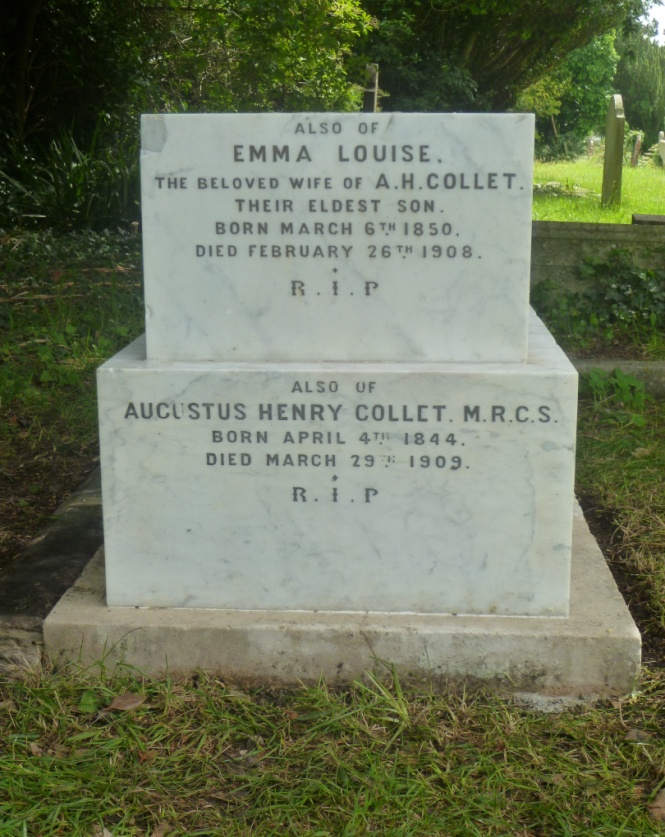 ALSO OF
EMMA LOUISE.
THE BELOVED WIFE OF A.H. COLLET.
THEIR ELDEST SON.
BORN MARCH 6TH 1850.
DIED FEBRUARY 26TH 1908.
R.I.P
ALSO OF
AUGUSTUS HENRY COLLET. M.R.C.S.
BORN APRIL 4TH 1844.
DIED MARCH 29TH 1909.
R.I.P